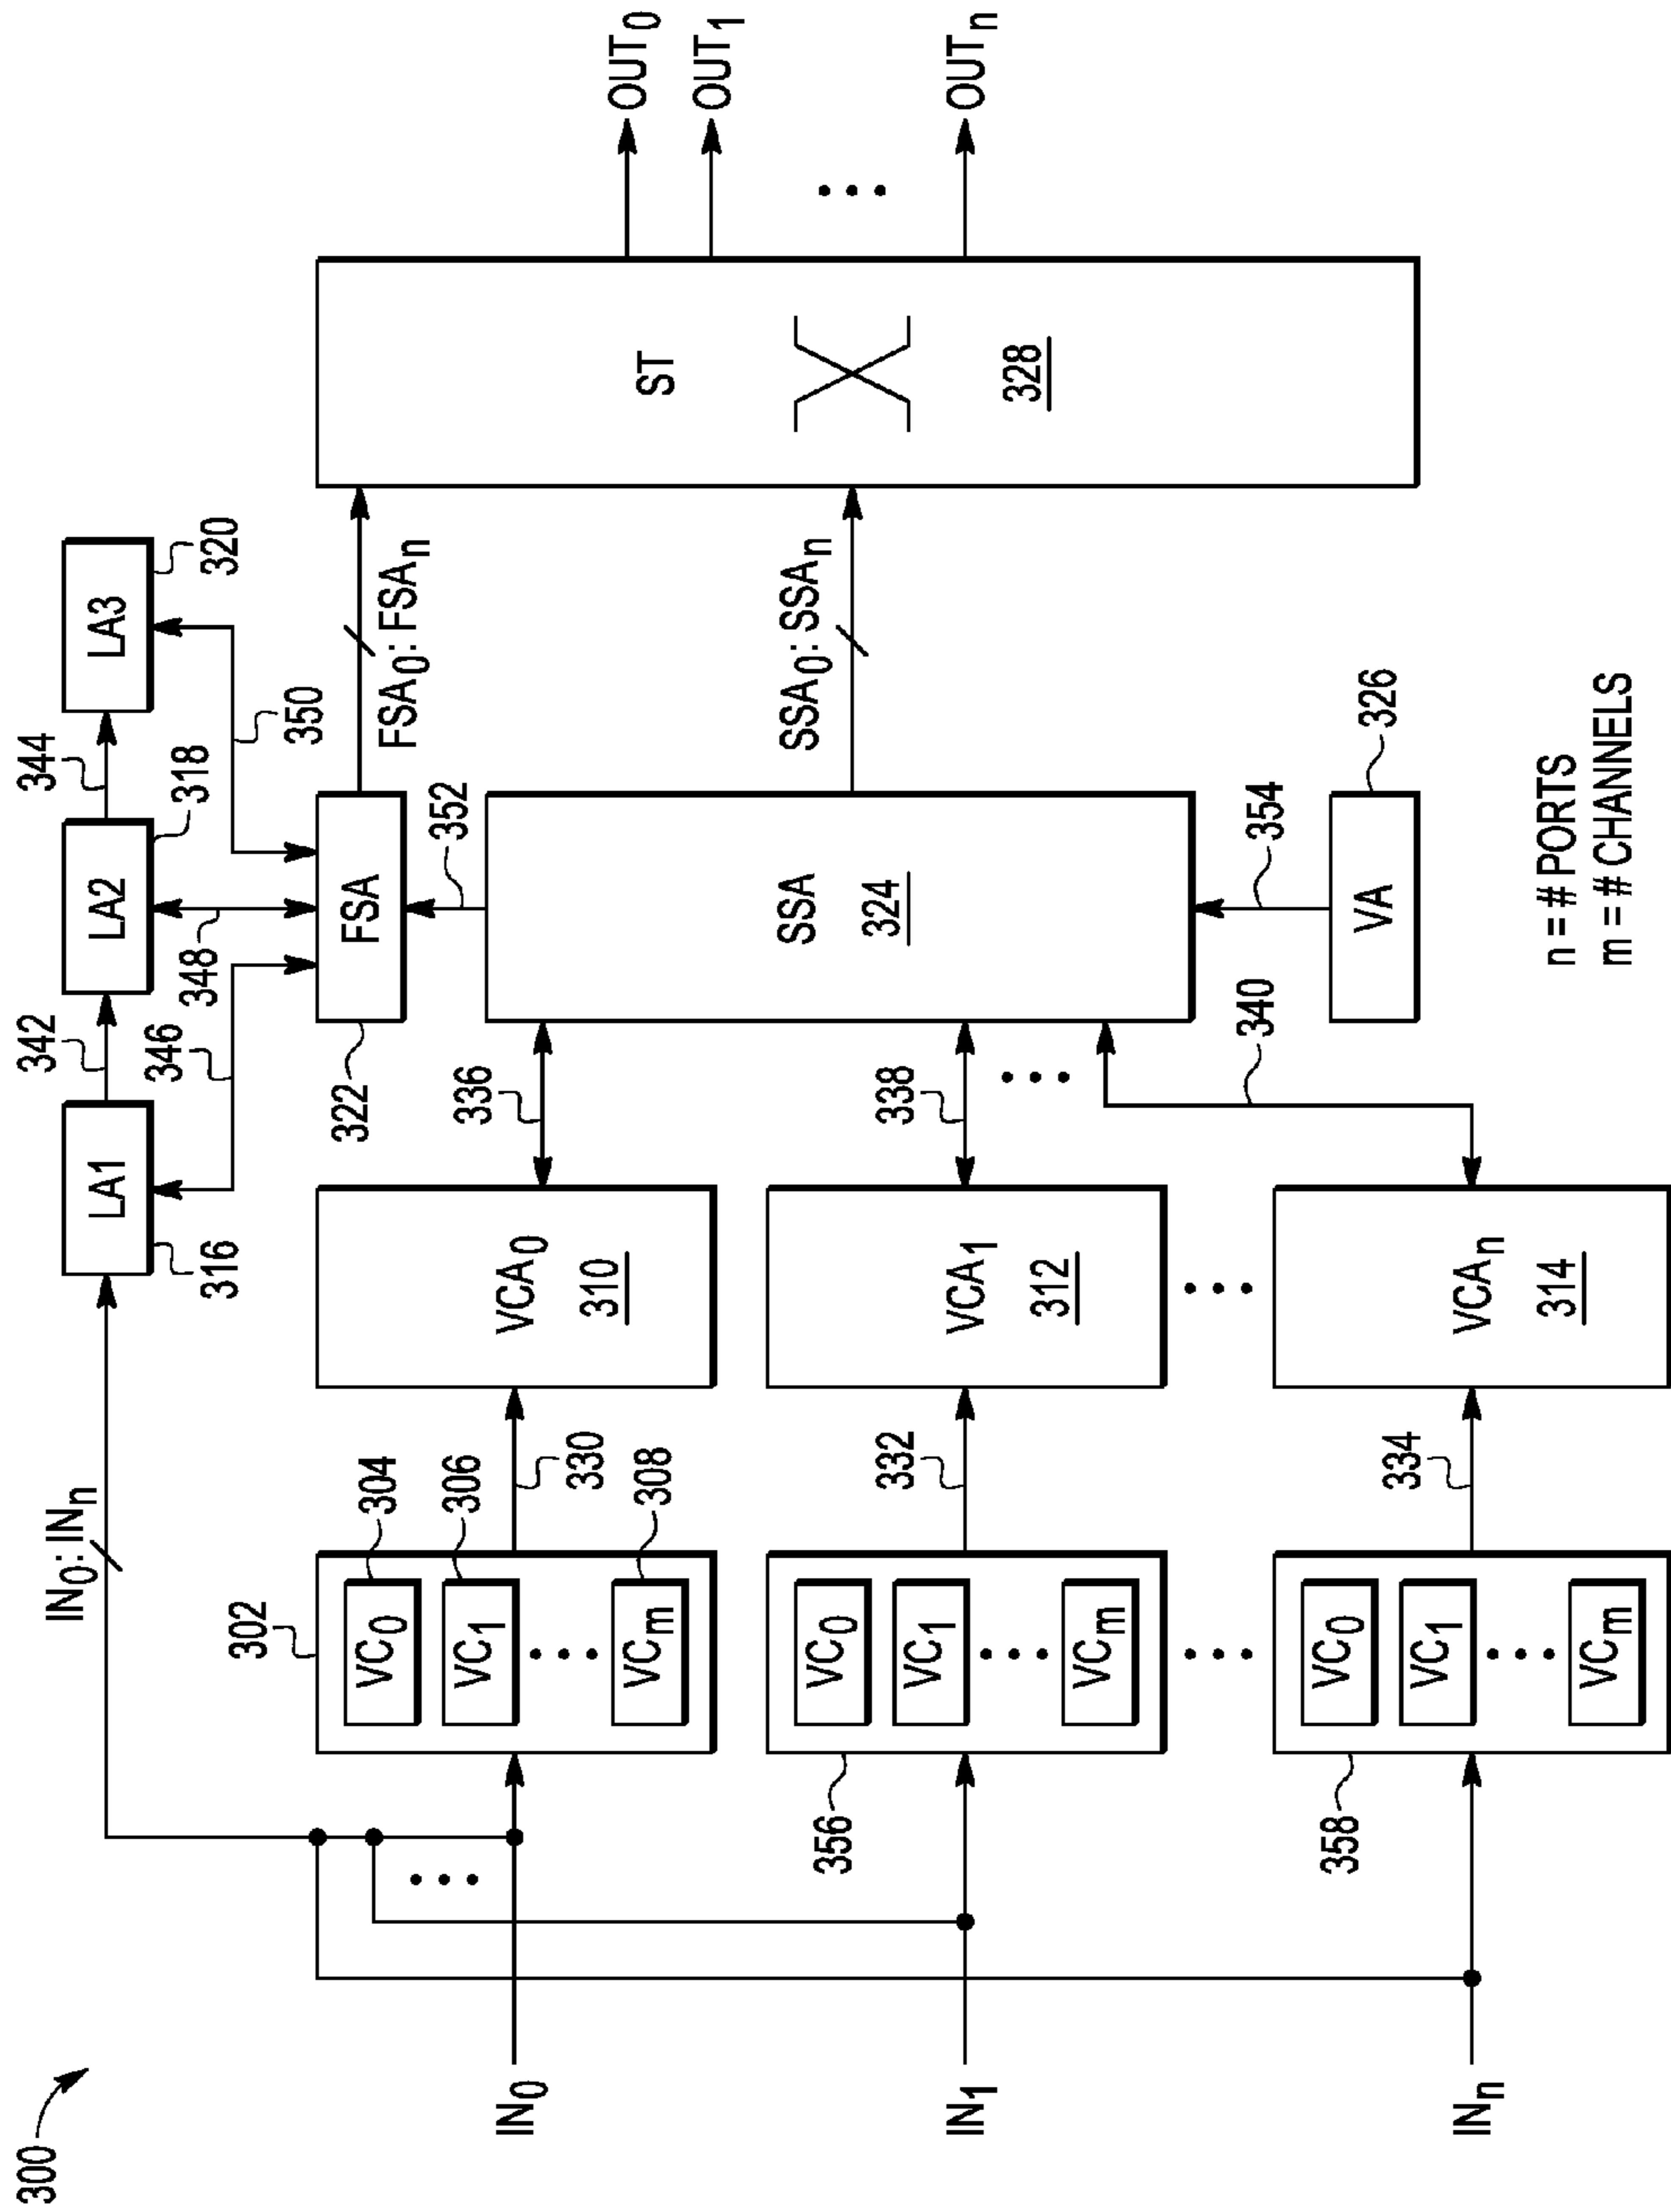 300
IN0: INn
LA1
316
342
LA2
318
344
LA3
320
346
348
350
302
VC0
304
VC1
306
VCm
308
IN0
330
VCA0
310
336
FSA
322
FSA0: FSAn
352
SSA
324
SSA0: SSAn
ST
328
OUT0
OUT1
OUTn
356
VC0
VC1
VCm
IN1
332
VCA1
312
338
340
358
VC0
VC1
VCm
INn
334
VCAn
314
354
VA
326
n = # PORTS
m = # CHANNELS